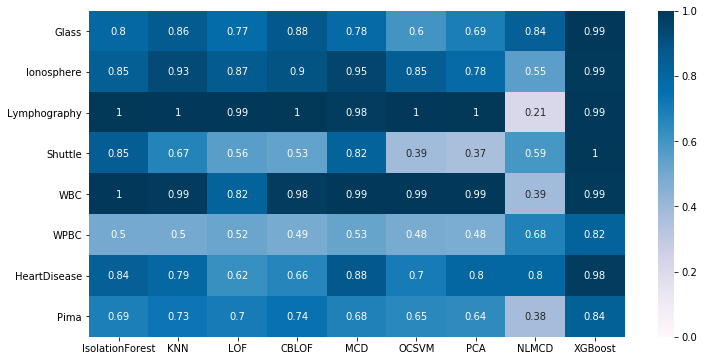 Glass 0.8 0.86 0.77 0.88 0.78 0.6 0.69 0.84 0.99
Ionosphere 0.85 0.93 0.87 0.9 0.95 0.85 0.78 0.55 0.99
Lymphography 1 1 0.99 1 0.98 1 1 0.21 0.99
Shuttle 0.85 0.67 0.56 0.53 0.82 0.39 0.37 0.59 1
WBC 1 0.99 0.82 0.98 0.99 0.99 0.99 0.39 0.99
WPBC 0.5 0.5 0.52 0.49 0.53 0.48 0.48 0.68 0.82
HeartDisease 0.84 0.79 0.62 0.66 0.88 0.7 0.8 0.8 0.98
Pima 0.69 0.73 0.7 0.74 0.68 0.65 0.64 0.38 0.84
IsolationForest KNN LOF CBLOF MCD OCSVM PCA NLMCD XGBoost
1.0
0.8
0.6
0.4
0.2
0.0